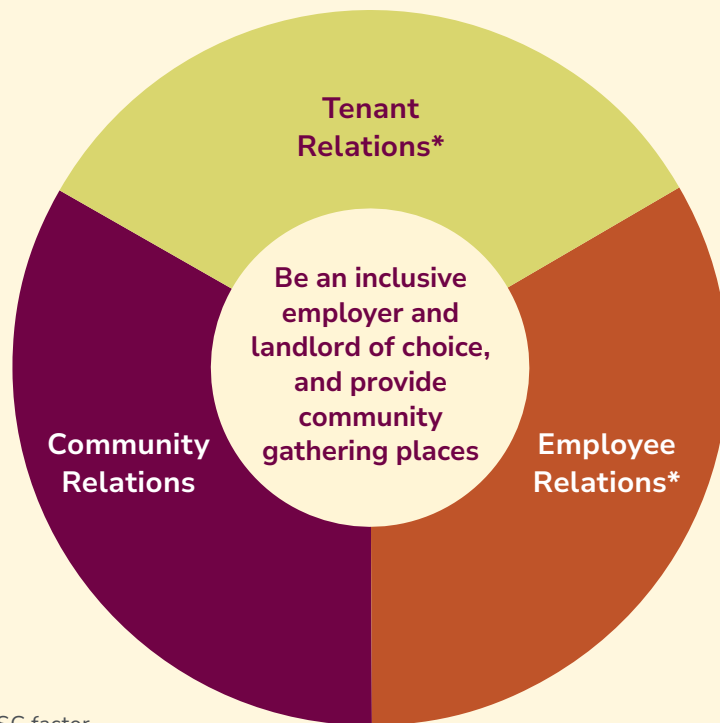 Tenant
Relations*
Be an inclusive
employer and
landlord of choice,
and provide
community
gathering places
Community
Relations
Employee
Relations*
factor